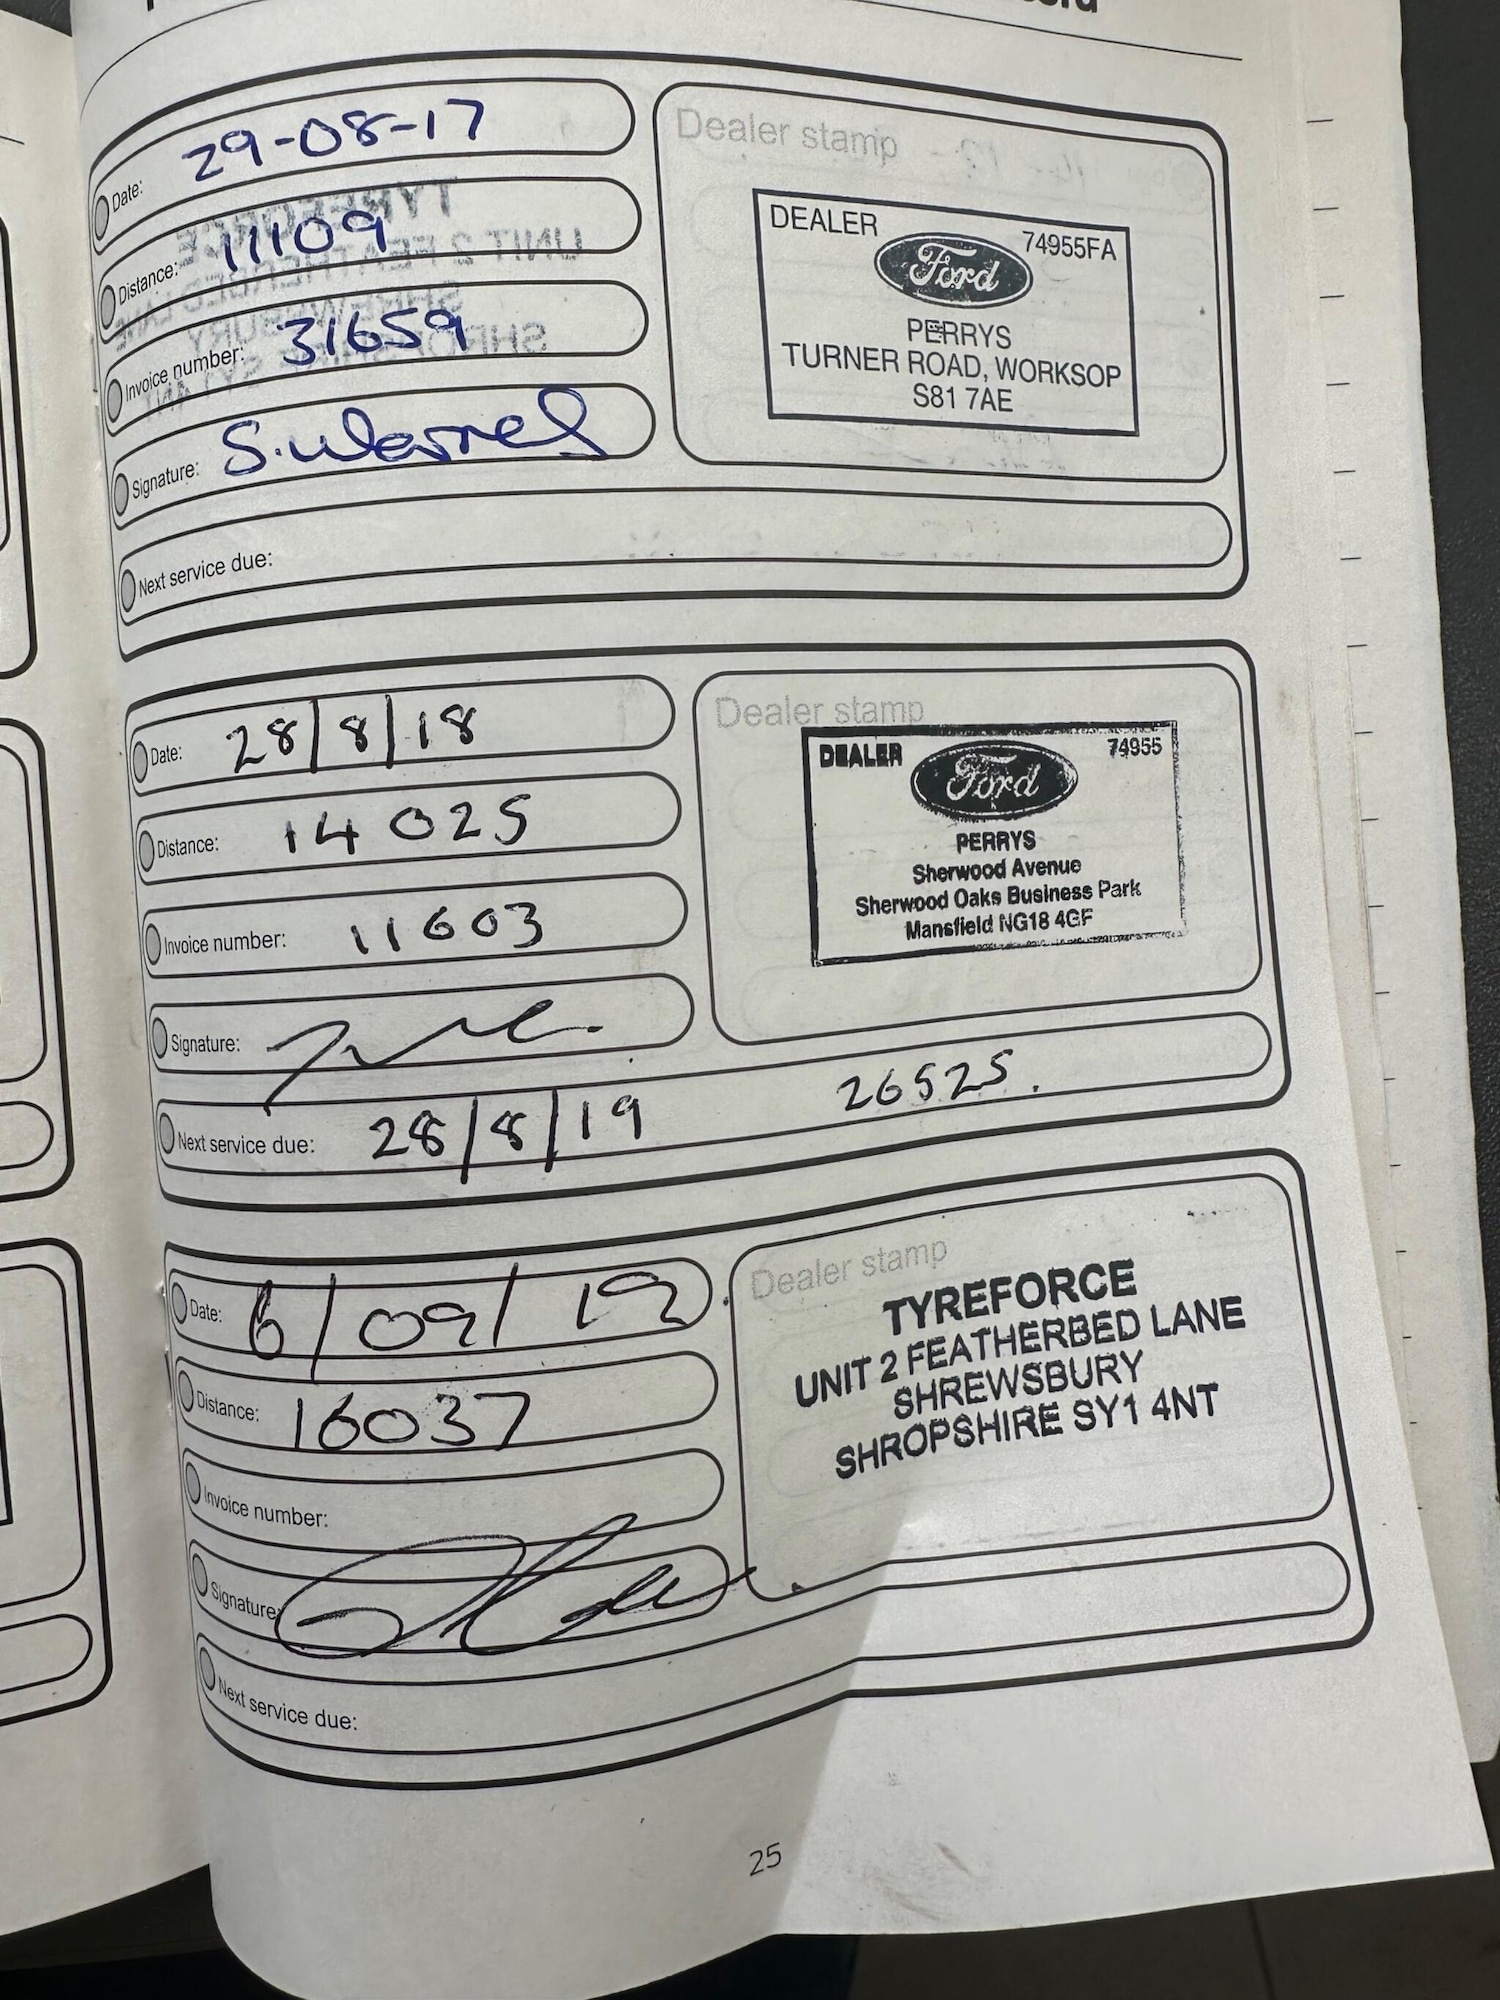 Date: 29-08-17
Distance: 11109
Invoice number: 31659
Signature:
Next service due:
Dealer stamp
DEALER 74955FA
Ford
PERRYS
TURNER ROAD, WORKSOP
S81 7AE
Date: 28/8/18
Distance: 14025
Invoice number: 11603
Signature:
Next service due: 28/8/19 26525.
Dealer stamp
DEALER 74955
Ford
PERRYS
Sherwood Avenue
Sherwood Oaks Business Park
Mansfield NG18 4GF
Date: 6/09/19
Distance: 16037
Invoice number:
Signature:
Next service due:
Dealer stamp
TYREFORCE
UNIT 2 FEATHERBED LANE
SHREWSBURY
SHROPSHIRE SY1 4NT
25